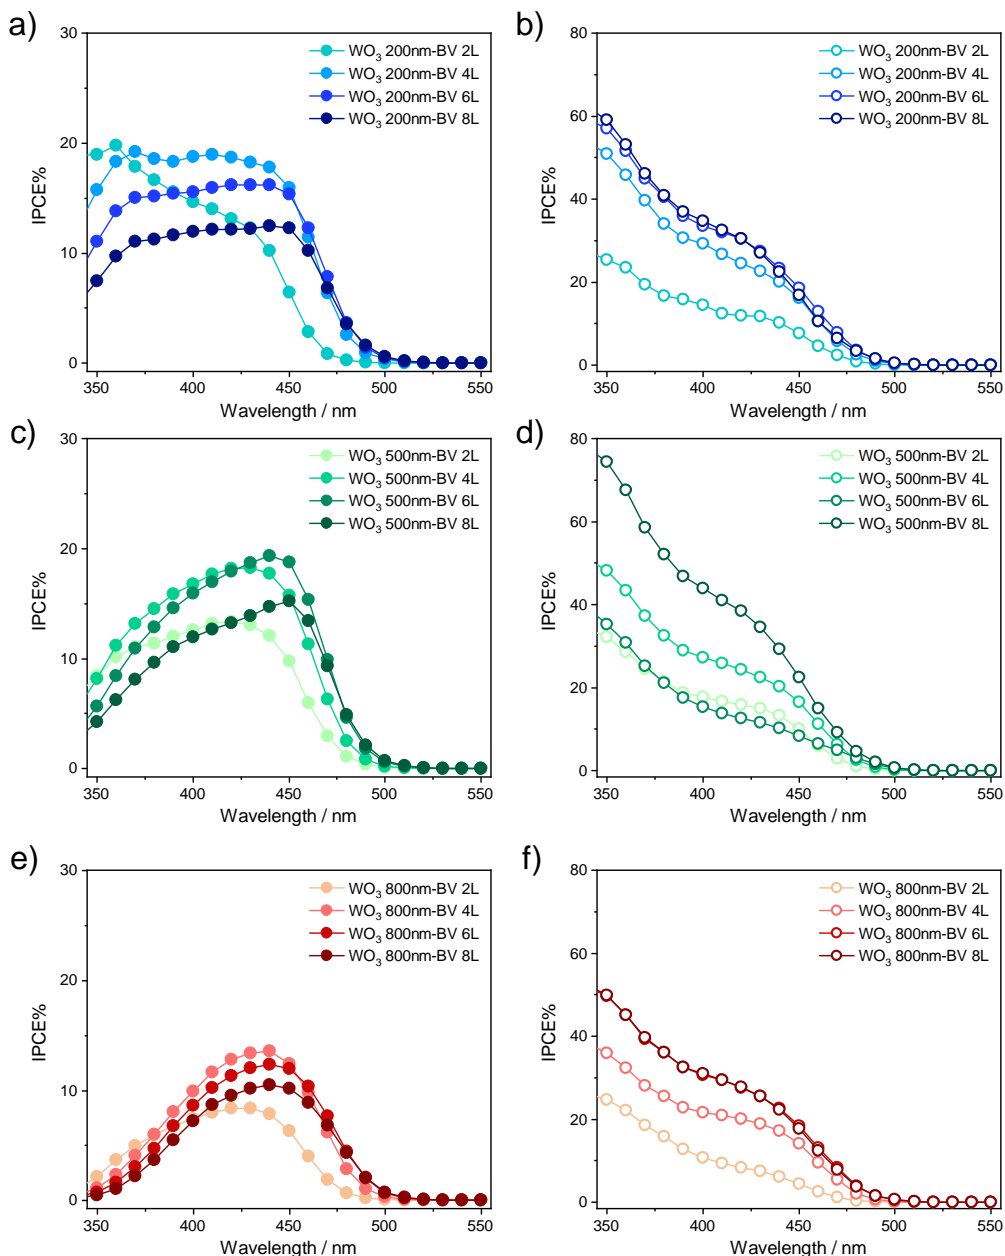 a)
30
20
10
0
IPCE%
350 400 450 500 550
Wavelength / nm
WO3 200nm-BV 2L
WO3 200nm-BV 4L
WO3 200nm-BV 6L
WO3 200nm-BV 8L
b)
80
60
40
20
0
IPCE%
350 400 450 500 550
Wavelength / nm
WO3 200nm-BV 2L
WO3 200nm-BV 4L
WO3 200nm-BV 6L
WO3 200nm-BV 8L
c)
30
20
10
0
IPCE%
350 400 450 500 550
Wavelength / nm
WO3 500nm-BV 2L
WO3 500nm-BV 4L
WO3 500nm-BV 6L
WO3 500nm-BV 8L
d)
80
60
40
20
0
IPCE%
350 400 450 500 550
Wavelength / nm
WO3 500nm-BV 2L
WO3 500nm-BV 4L
WO3 500nm-BV 6L
WO3 500nm-BV 8L
e)
30
20
10
0
IPCE%
350 400 450 500 550
Wavelength / nm
WO3 800nm-BV 2L
WO3 800nm-BV 4L
WO3 800nm-BV 6L
WO3 800nm-BV 8L
f)
80
60
40
20
0
IPCE%
350 400 450 500 550
Wavelength / nm
WO3 800nm-BV 2L
WO3 800nm-BV 4L
WO3 800nm-BV 6L
WO3 800nm-BV 8L